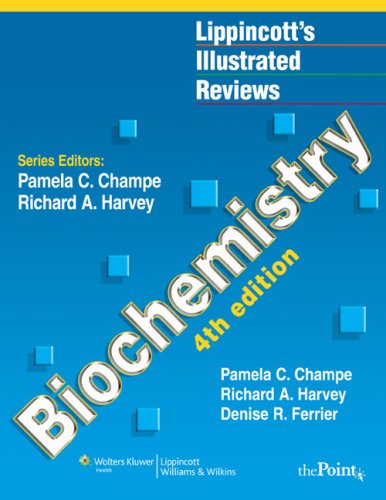 Lippincott's
Illustrated
Reviews
Series Editors:
Pamela C. Champe
Richard A. Harvey
Biochemistry
4th edition
Pamela C. Champe
Richard A. Harvey
Denise R. Ferrier
Wolters Kluwer
Health
Lippincott
Williams & Wilkins
thePoint